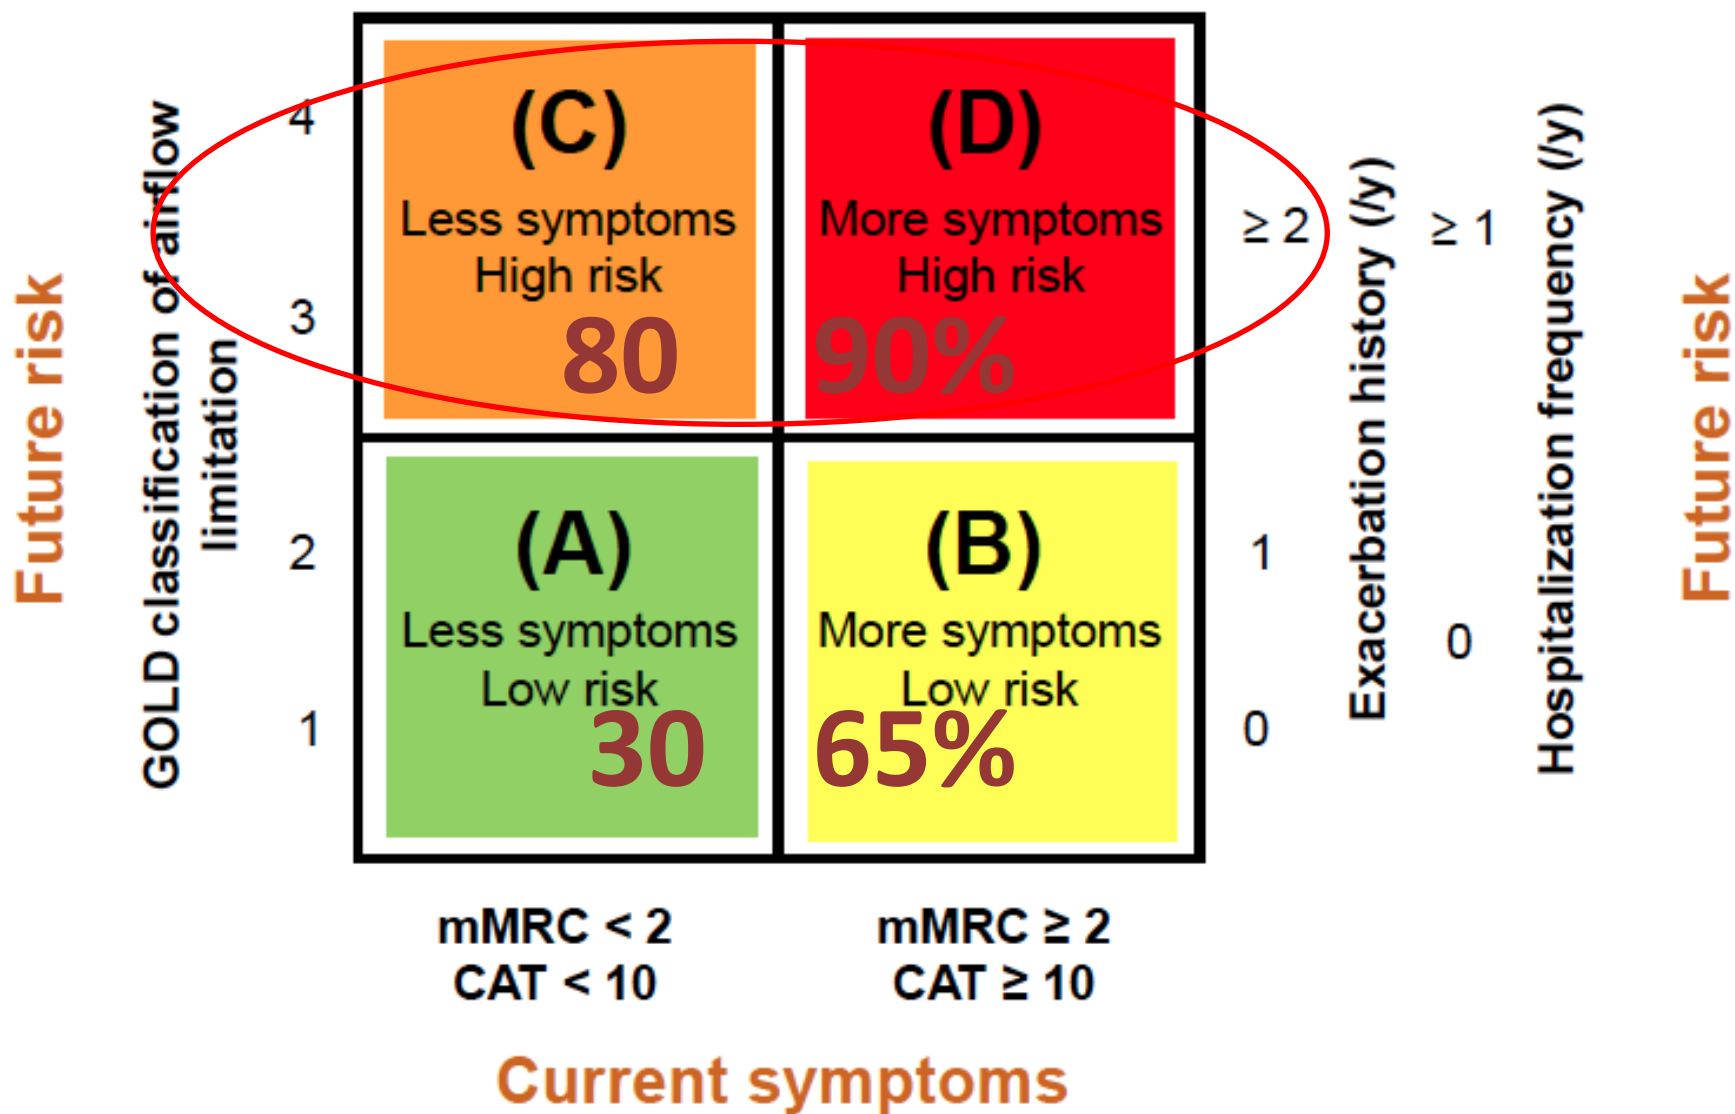 Future risk
GOLD classification of airflow
limitation
4
3
2
1
(C)
Less symptoms
High risk
80
(D)
More symptoms
High risk
90%
(A)
Less symptoms
Low risk
30
(B)
More symptoms
Low risk
65%
≥ 2
1
0
Exacerbation history (/y)
≥ 1
0
Hospitalization frequency (/y)
Future risk
mMRC < 2
CAT < 10
mMRC ≥ 2
CAT ≥ 10
Current symptoms